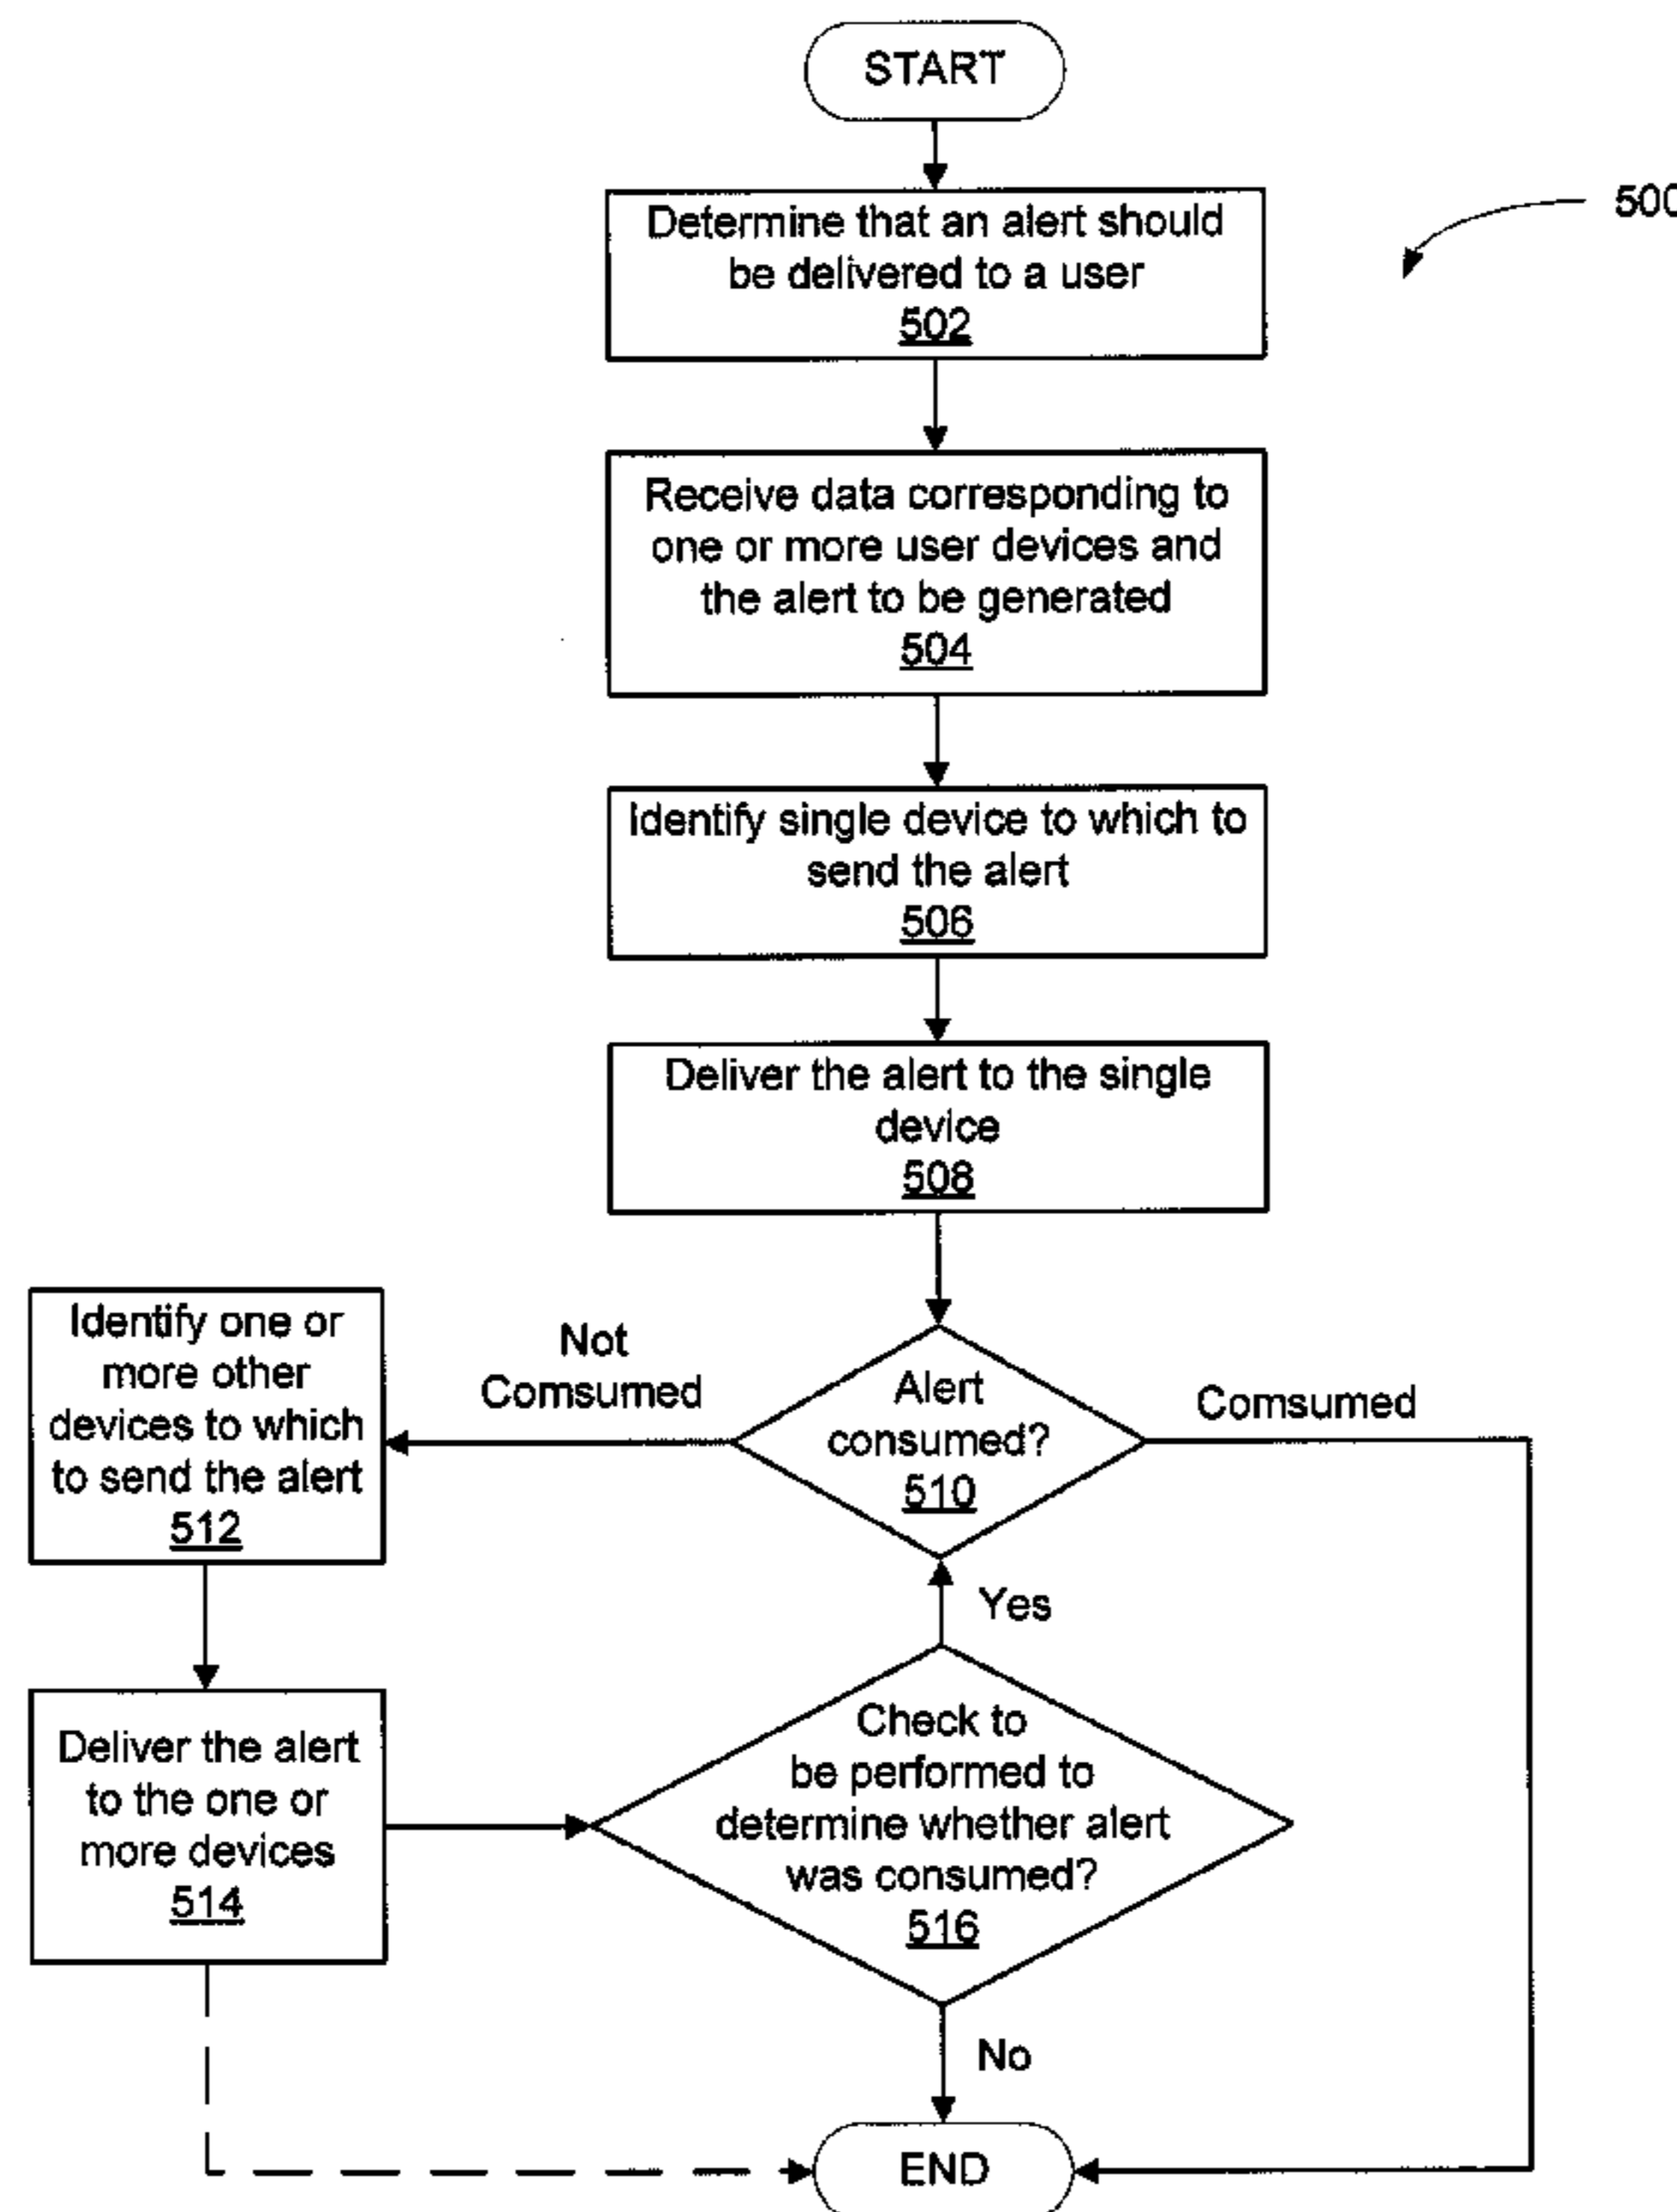 START
500
Determine that an alert should
be delivered to a user
502
Receive data corresponding to
one or more user devices and
the alert to be generated
504
Identify single device to which to
send the alert
506
Deliver the alert to the single
device
508
Alert
consumed?
510
Not
Comsumed
Comsumed
Identify one or
more other
devices to which
to send the alert
512
Yes
Deliver the alert
to the one or
more devices
514
Check to
be performed to
determine whether alert
was consumed?
516
No
END